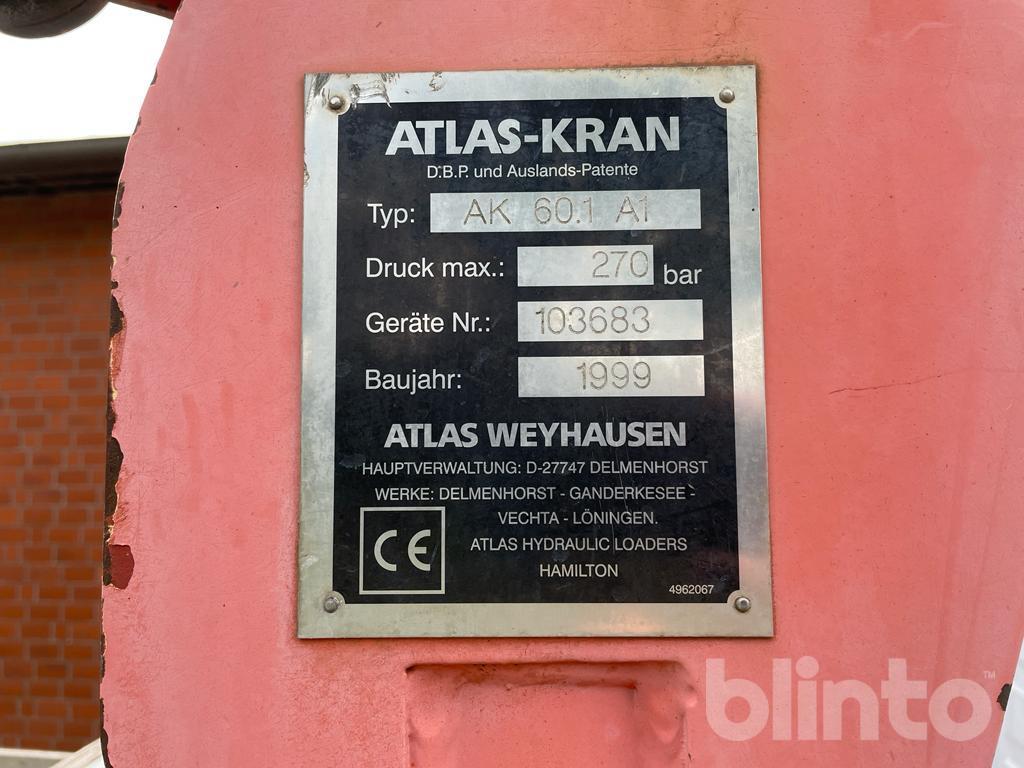 ATLAS-KRAN
D.B.P. und Auslands-Patente
Typ: AK 60.1 A1
Druck max.: 270 bar
Geräte Nr.: 103683
Baujahr: 1999
ATLAS WEYHAUSEN
HAUPTVERWALTUNG: D-27747 DELMENHORST
WERKE: DELMENHORST - GANDERKESEE -
VECHTA - LÖNINGEN.
ATLAS HYDRAULIC LOADERS
HAMILTON
CE
4962067
blinto™